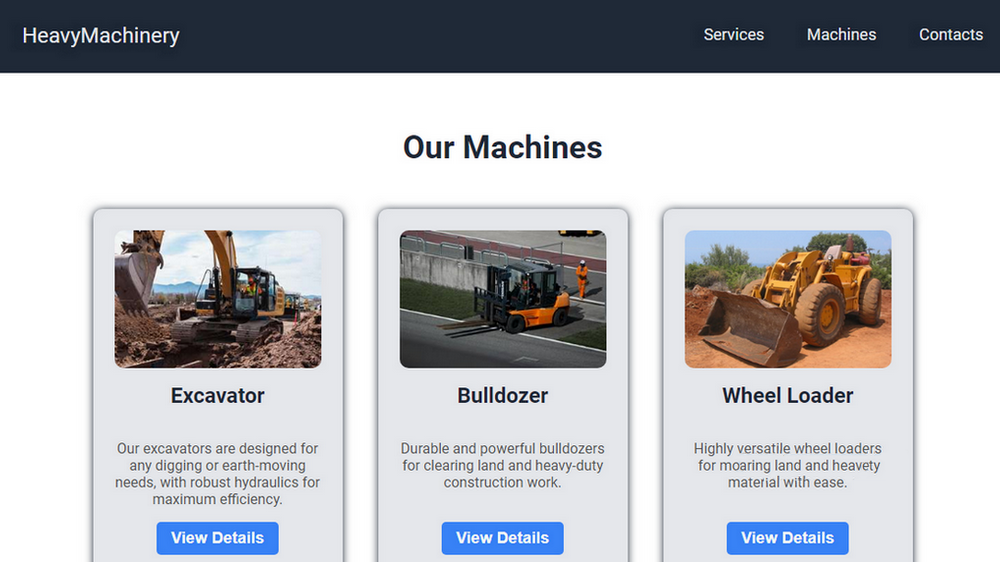 HeavyMachinery
Services Machines Contacts
Our Machines
Excavator
Our excavators are designed for
any digging or earth-moving
needs, with robust hydraulics for
maximum efficiency.
View Details
Bulldozer
Durable and powerful bulldozers
for clearing land and heavy-duty
construction work.
View Details
Wheel Loader
Highly versatile wheel loaders
for moaring land and heavety
material with ease.
View Details